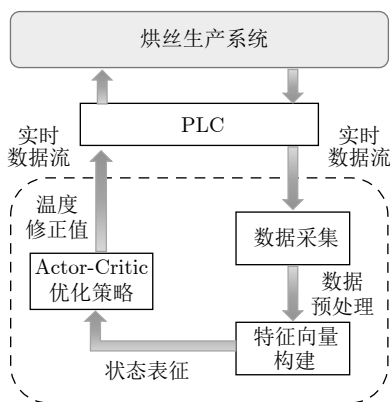 烘丝生产系统
PLC
实时
数据流
实时
数据流
温度
修正值
数据采集
Actor-Critic
优化策略
数据
预处理
特征向量
构建
状态表征